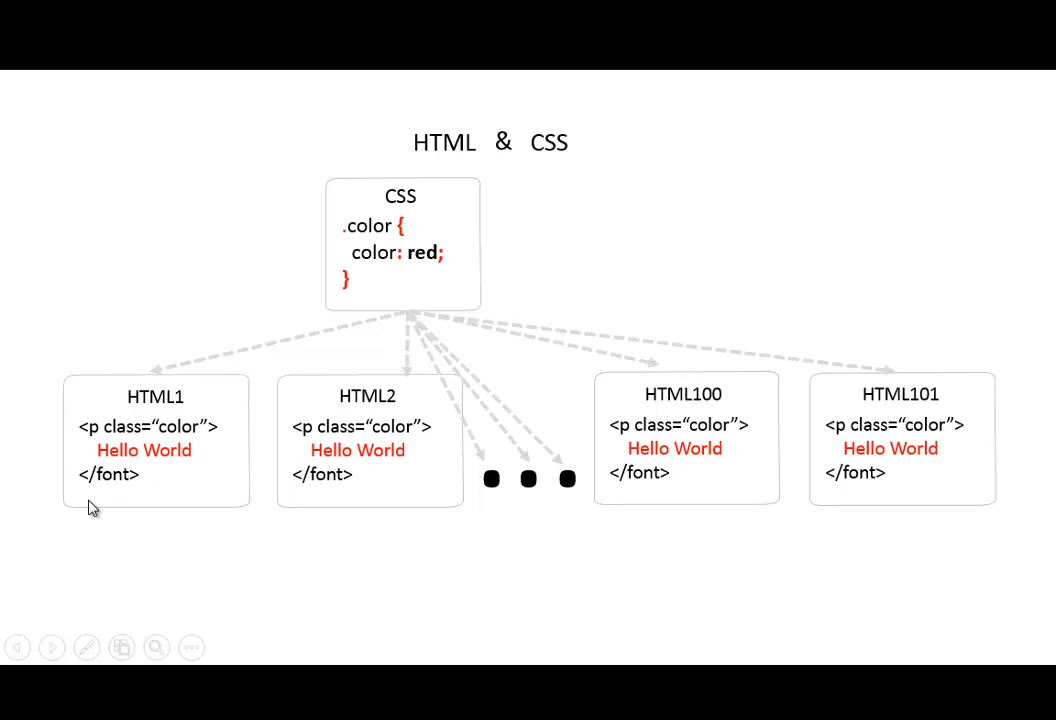 HTML & CSS
CSS
.color {
color: red;
}
HTML1
<p class=“color”>
Hello World
</font>
HTML2
<p class=“color”>
Hello World
</font>
HTML100
<p class=“color”>
Hello World
</font>
HTML101
<p class=“color”>
Hello World
</font>